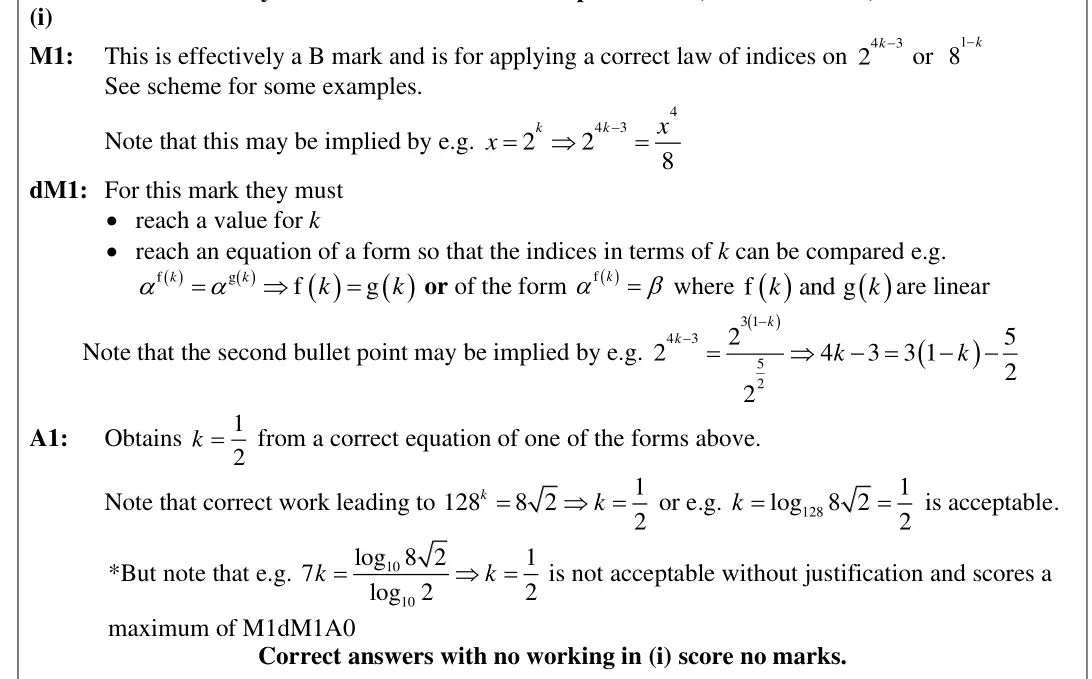 (i)
M1: This is effectively a B mark and is for applying a correct law of indices on 2^{4k−3} or 8^{1−k}
See scheme for some examples.
Note that this may be implied by e.g. x = 2^k ⇒ 2^{4k−3} = x^4/8
dM1: For this mark they must
• reach a value for k
• reach an equation of a form so that the indices in terms of k can be compared e.g.
α^{f(k)} = α^{g(k)} ⇒ f(k) = g(k) or of the form α^{f(k)} = β where f(k) and g(k) are linear
Note that the second bullet point may be implied by e.g. 2^{4k−3} = 2^{3(1−k)}/2^{5/2} ⇒ 4k − 3 = 3(1−k) − 5/2
A1: Obtains k = 1/2 from a correct equation of one of the forms above.
Note that correct work leading to 128^k = 8√2 ⇒ k = 1/2 or e.g. k = log₁₂₈ 8√2 = 1/2 is acceptable.
*But note that e.g. 7k = log₁₀ 8√2 / log₁₀ 2 ⇒ k = 1/2 is not acceptable without justification and scores a
maximum of M1dM1A0
Correct answers with no working in (i) score no marks.